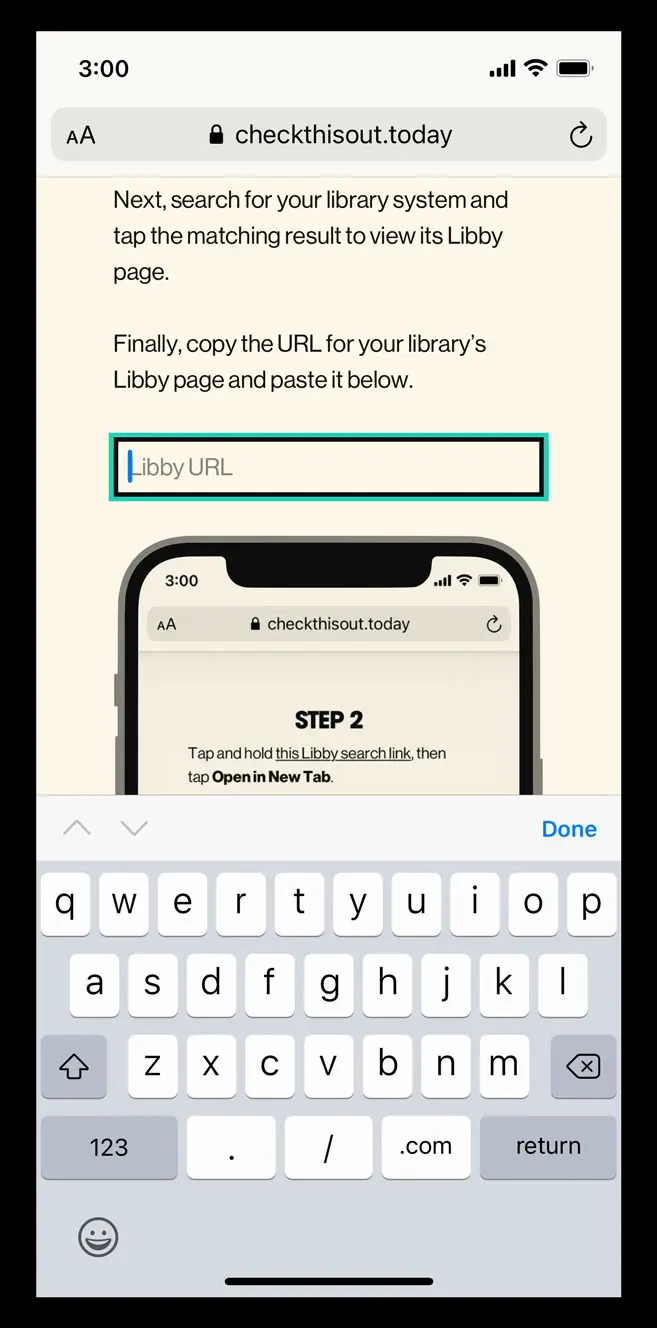 3:00
AA checkthisout.today
Next, search for your library system and
tap the matching result to view its Libby
page.
Finally, copy the URL for your library’s
Libby page and paste it below.
Libby URL
3:00
AA checkthisout.today
STEP 2
Tap and hold this Libby search link, then
tap Open in New Tab.
Done
q w e r t y u i o p
a s d f g h j k l
z x c v b n m
123 . / .com return